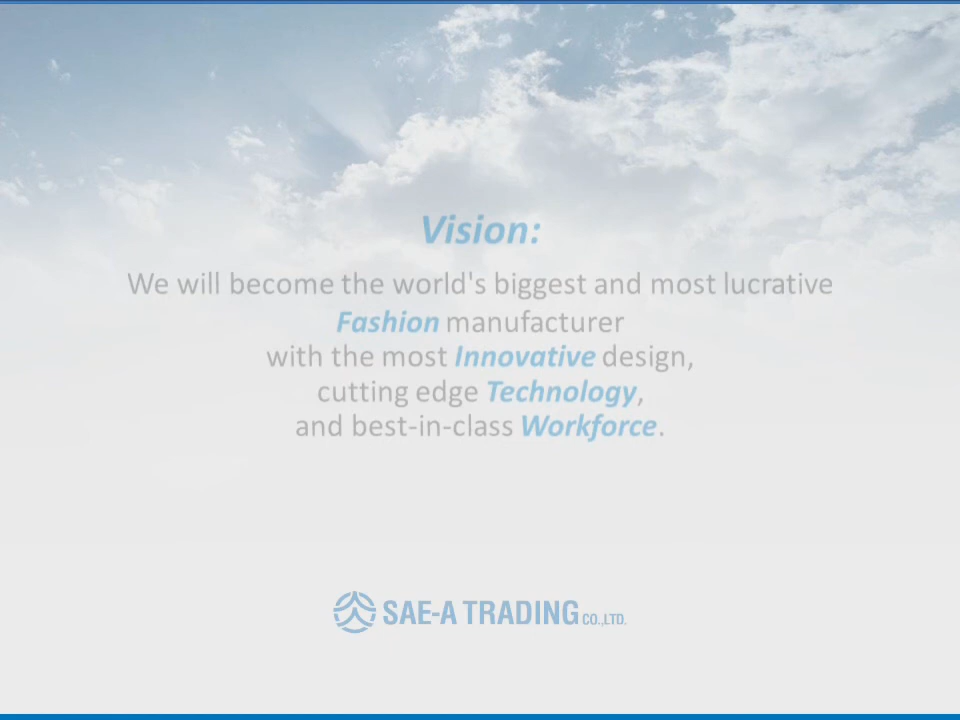 Vision:
We will become the world's biggest and most lucrative
Fashion manufacturer
with the most Innovative design,
cutting edge Technology,
and best-in-class Workforce.
SAE-A TRADING CO.,LTD.